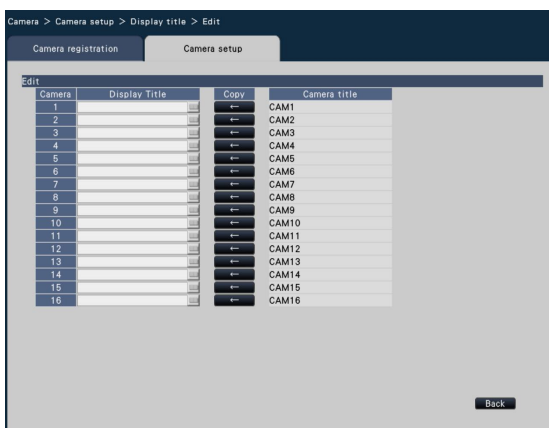 Camera > Camera setup > Display title > Edit
Camera registration Camera setup
Edit
Camera Display Title Copy Camera title
1 ← CAM1
2 ← CAM2
3 ← CAM3
4 ← CAM4
5 ← CAM5
6 ← CAM6
7 ← CAM7
8 ← CAM8
9 ← CAM9
10 ← CAM10
11 ← CAM11
12 ← CAM12
13 ← CAM13
14 ← CAM14
15 ← CAM15
16 ← CAM16
Back